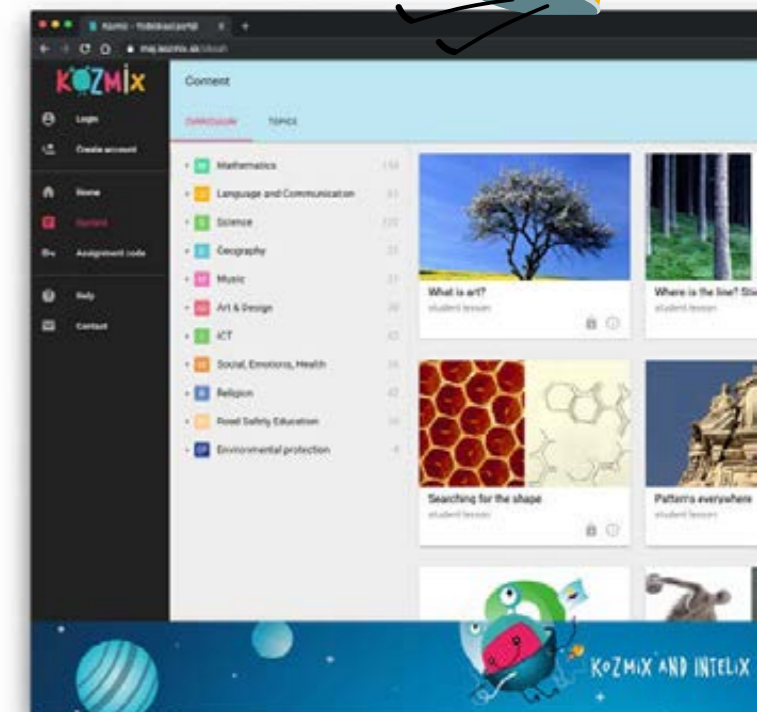 KOZMIX
Login
Create account
Home
Content
Assignment code
Help
Contact
Content
CURRICULUM TOPICS
Mathematics
Language and Communication
Science
Geography
Music
Art & Design
ICT
Social, Emotions, Health
Religion
Road Safety Education
Environmental protection
What is art?
student lesson
Where is the line?
student lesson
Searching for the shape
student lesson
Patterns everywhere
student lesson
KOZMIX AND INTELIX